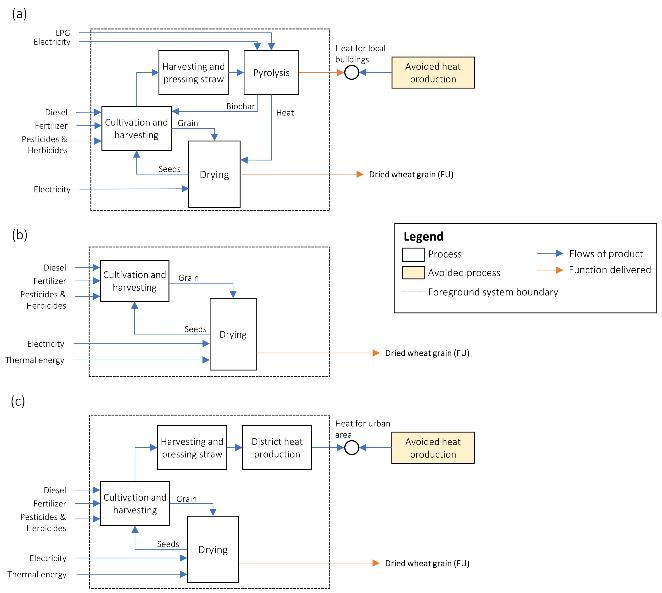 (a)
LPG
Electricity
Harvesting and
pressing straw
Pyrolysis
Heat for local
buildings
Avoided heat
production
Diesel
Fertilizer
Pesticides &
Herbicides
Cultivation and
harvesting
Biochar
Grain
Heat
Seeds
Drying
Electricity
Dried wheat grain (FU)
(b)
Diesel
Fertilizer
Pesticides &
Herbicides
Cultivation and
harvesting
Grain
Seeds
Drying
Electricity
Thermal energy
Dried wheat grain (FU)
Legend
Process
Flows of product
Avoided process
Function delivered
Foreground system boundary
(c)
Harvesting and
pressing straw
District heat
production
Heat for urban
area
Avoided heat
production
Diesel
Fertilizer
Pesticides &
Herbicides
Cultivation and
harvesting
Grain
Seeds
Drying
Electricity
Thermal energy
Dried wheat grain (FU)